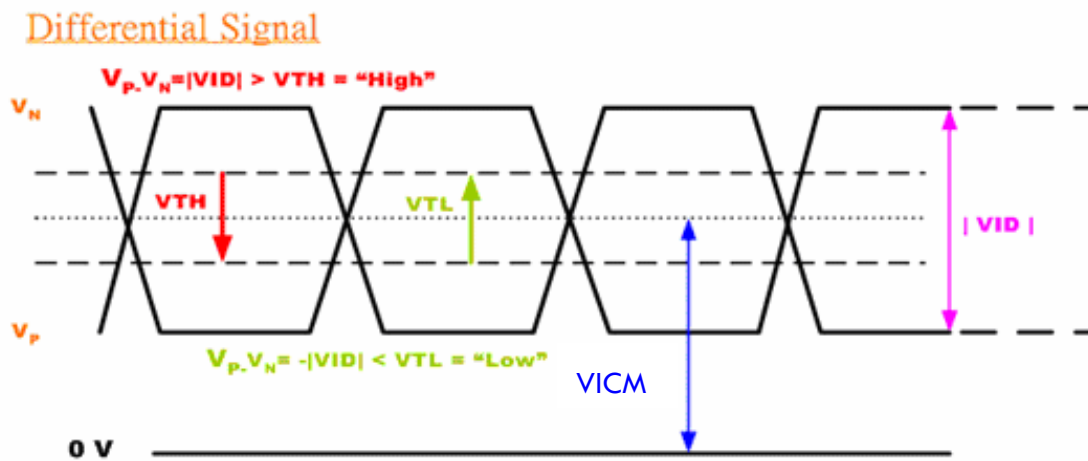 Differential Signal
VP-VN=|VID| > VTH = “High”
VN
VTH
VTL
| VID |
VP
VP-VN= -|VID| < VTL = “Low”
VICM
0 V